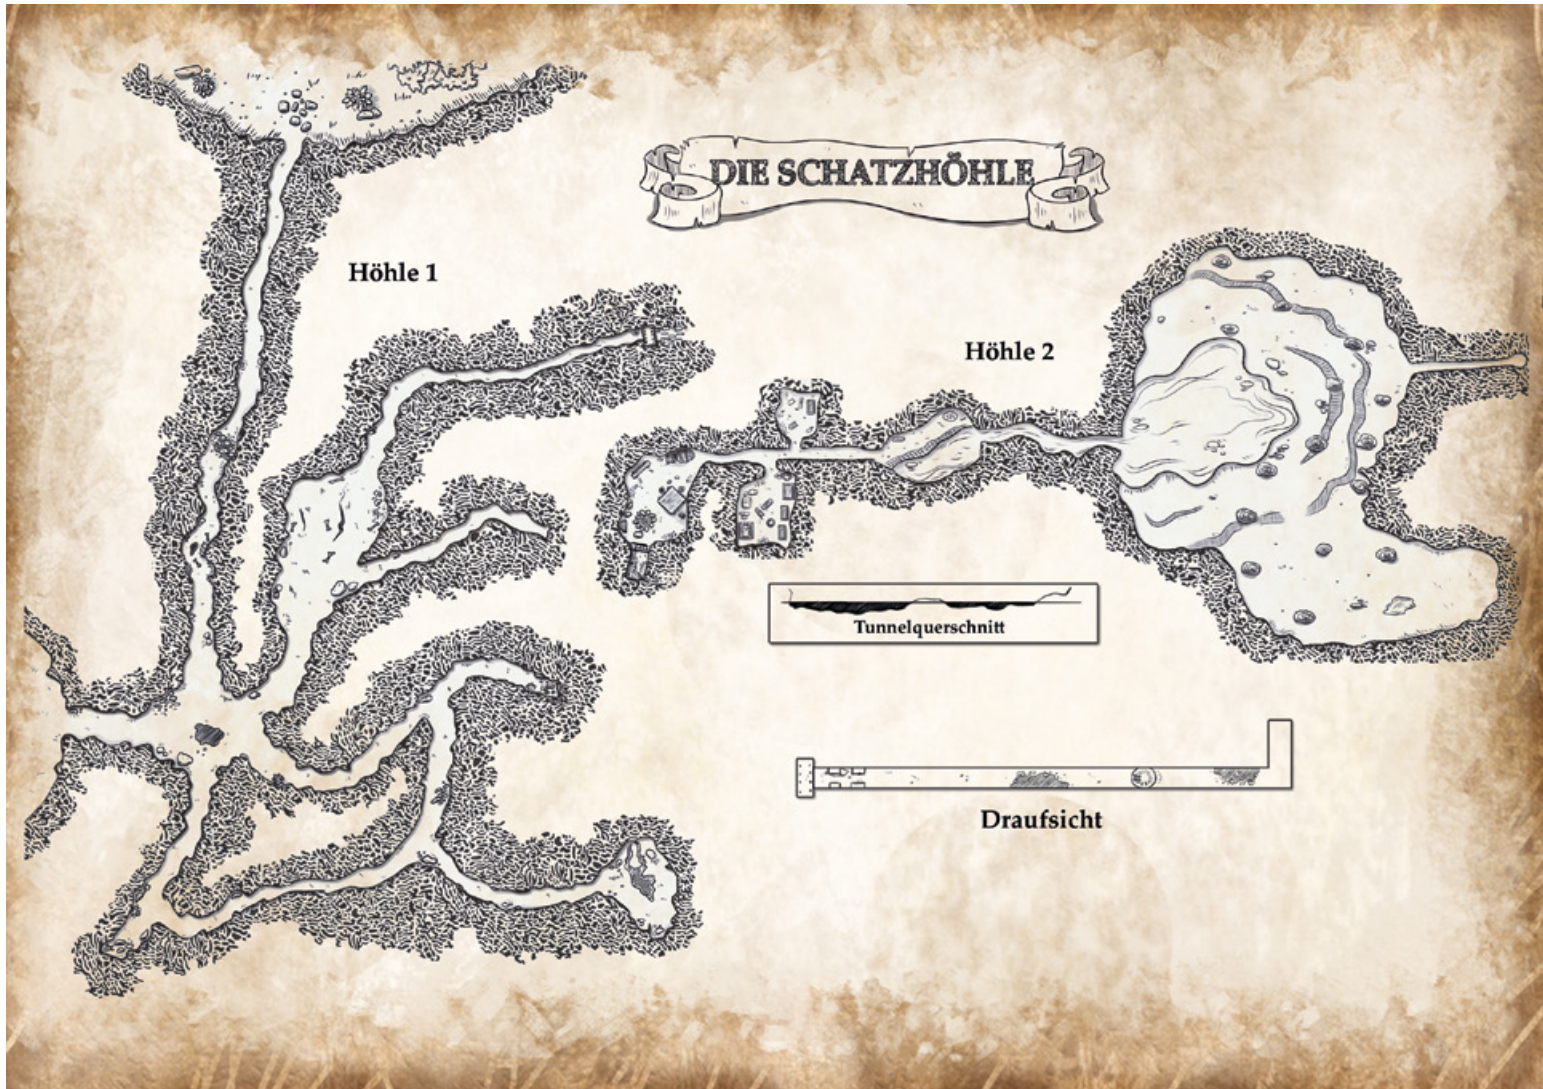 DIE SCHATZHÖHLE
Höhle 1
Höhle 2
Tunnelquerschnitt
Draufsicht